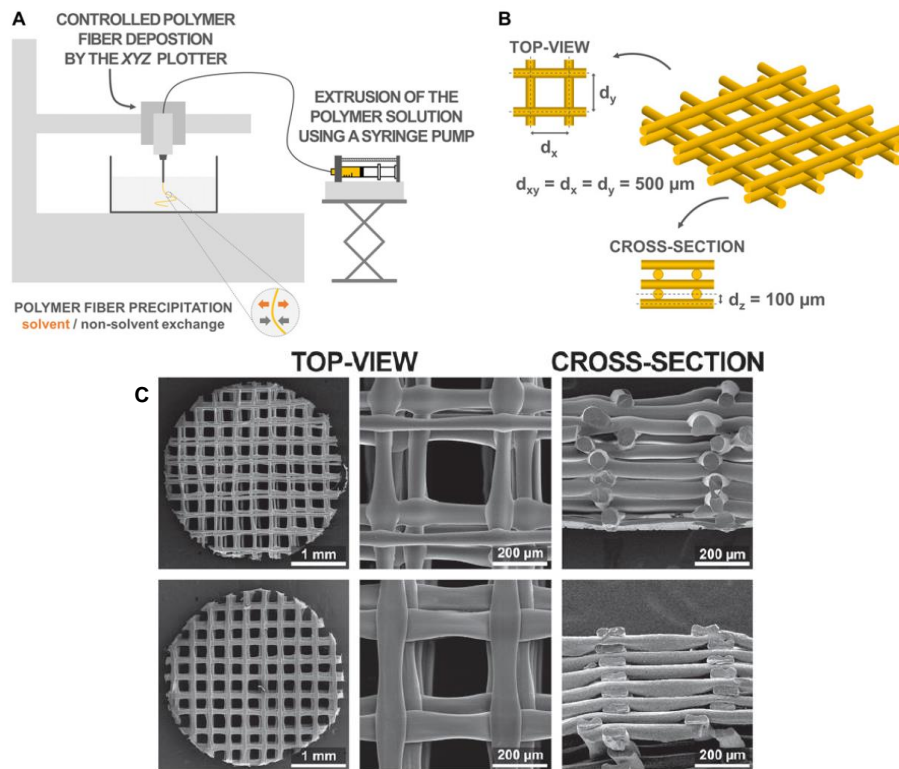 A
CONTROLLED POLYMER
FIBER DEPOSTION
BY THE XYZ PLOTTER
EXTRUSION OF THE
POLYMER SOLUTION
USING A SYRINGE PUMP
POLYMER FIBER PRECIPITATION
solvent / non-solvent exchange
B
TOP-VIEW
dy
dx
dxy = dx = dy = 500 µm
CROSS-SECTION
dz = 100 µm
TOP-VIEW
CROSS-SECTION
C
1 mm
200 µm
200 µm
1 mm
200 µm
200 µm